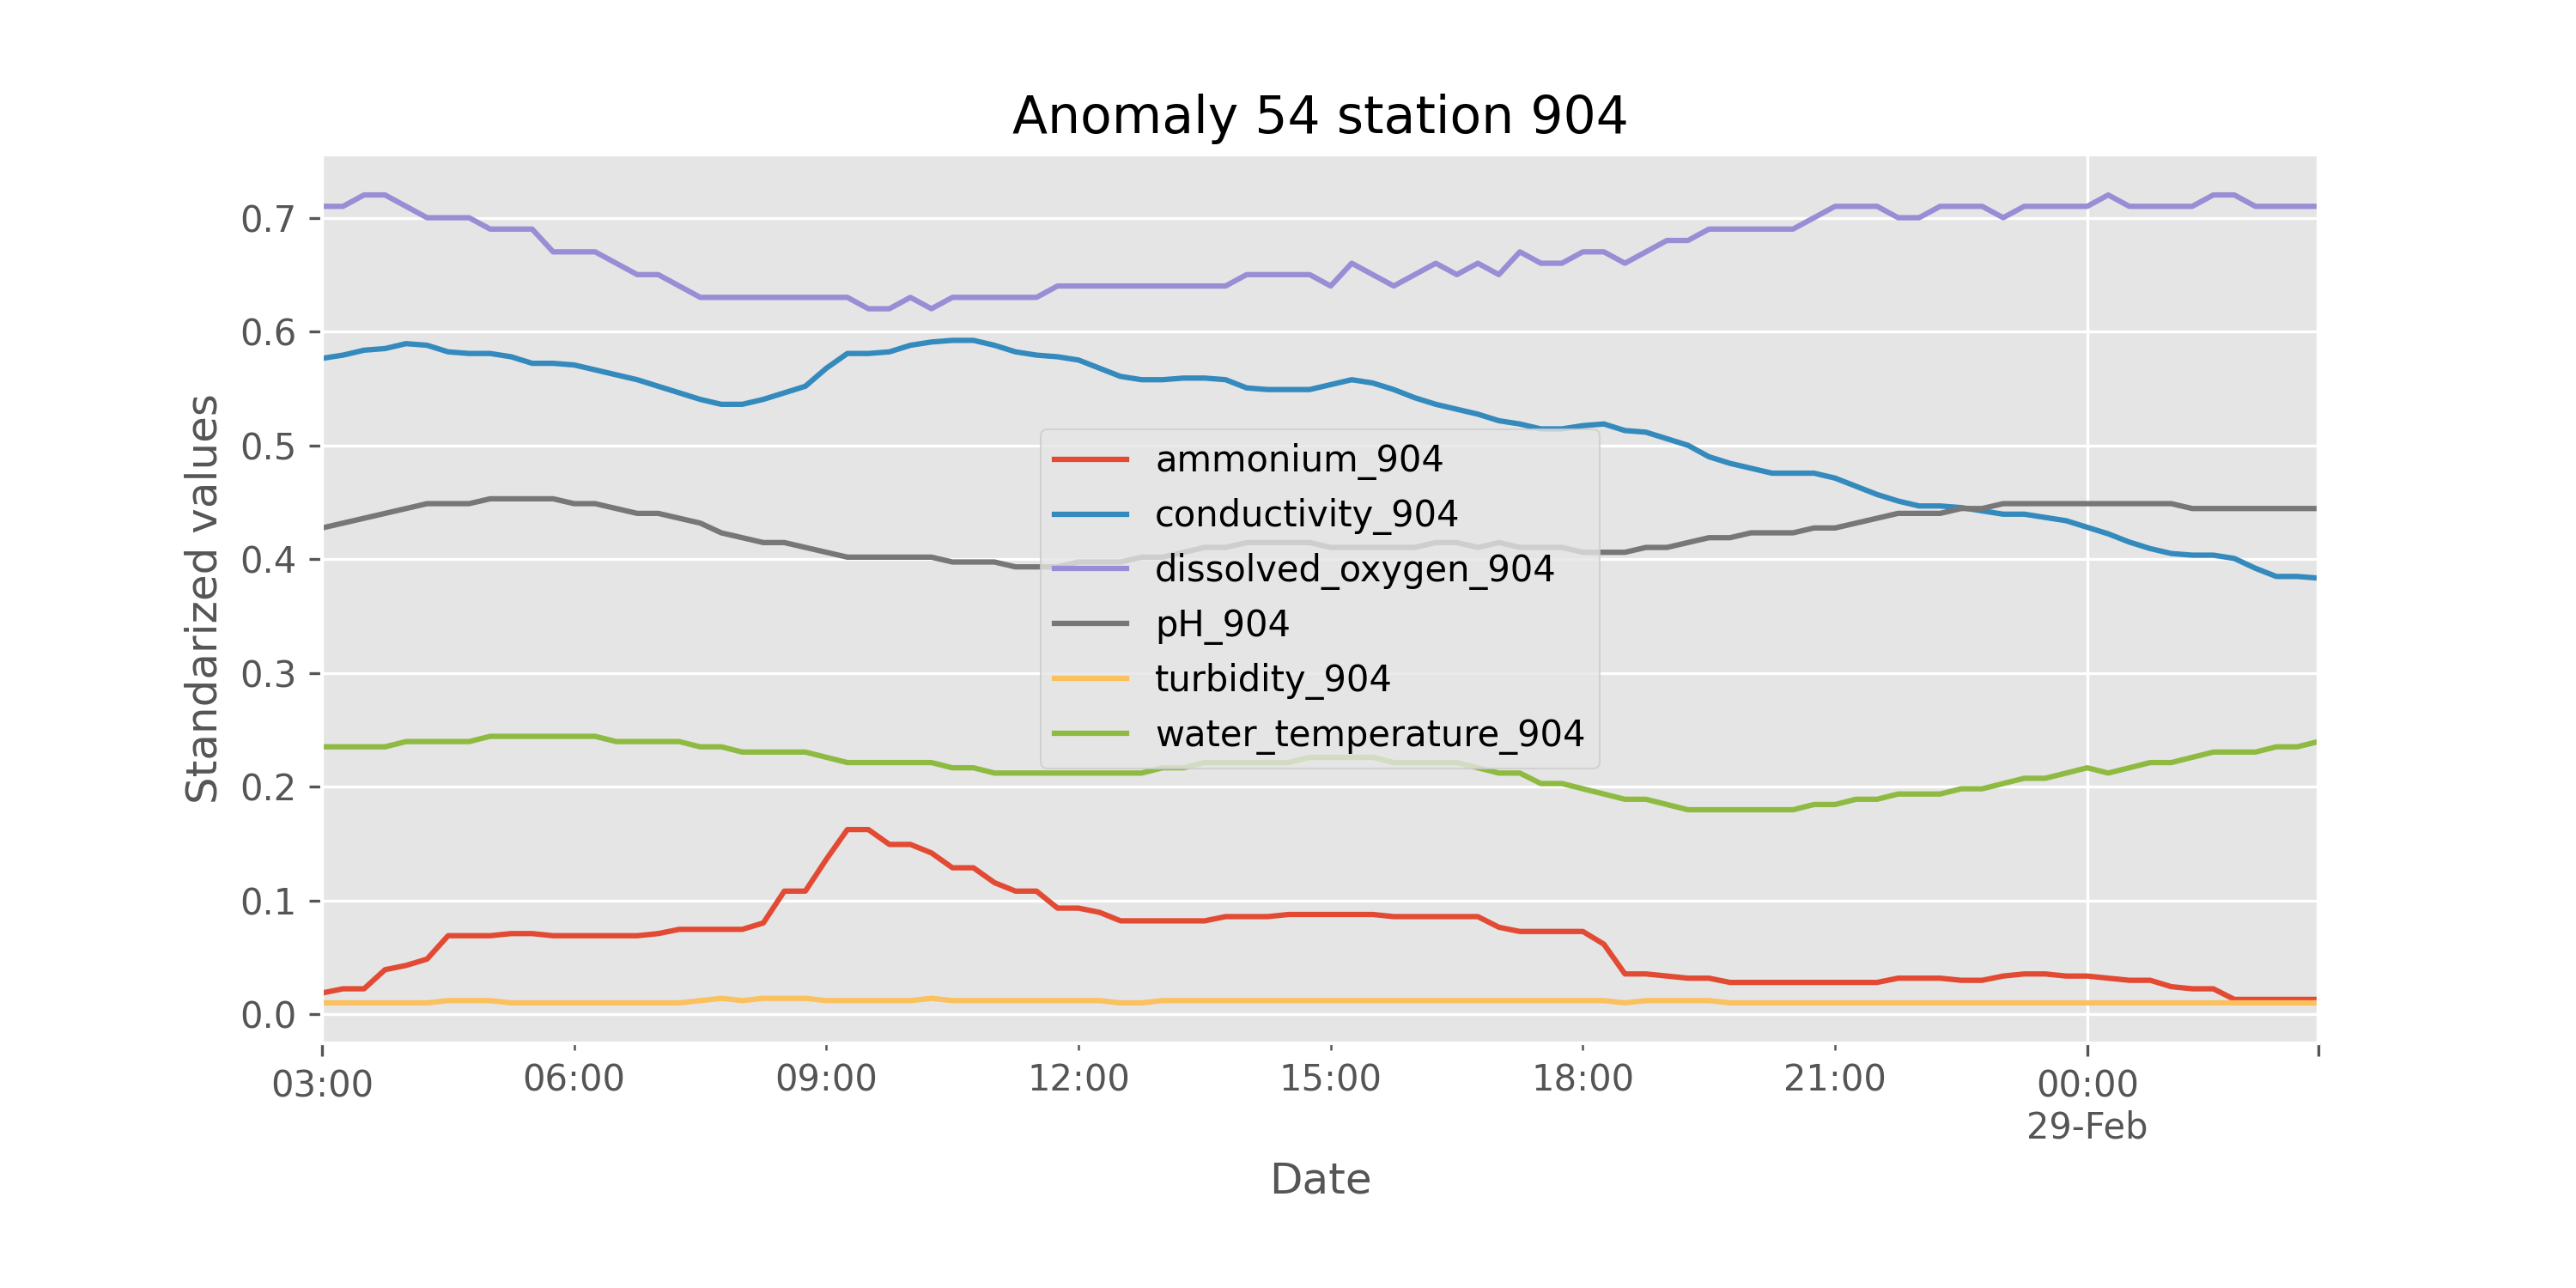 Anomaly 54 station 904
Standarized values
0.7
0.6
0.5
0.4
0.3
0.2
0.1
0.0
ammonium_904
conductivity_904
dissolved_oxygen_904
pH_904
turbidity_904
water_temperature_904
03:00 06:00 09:00 12:00 15:00 18:00 21:00 00:00
29-Feb
Date